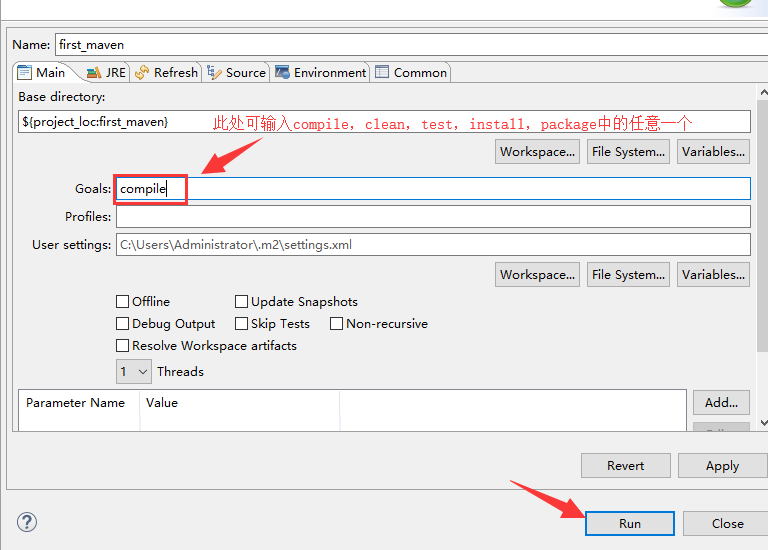 Name: first_maven
Main JRE Refresh Source Environment Common
Base directory:
${project_loc:first_maven} 此处可输入compile，clean，test，install，package中的任意一个
Workspace... File System... Variables...
Goals: compile
Profiles:
User settings: C:\Users\Administrator\.m2\settings.xml
Workspace... File System... Variables...
Offline Update Snapshots
Debug Output Skip Tests Non-recursive
Resolve Workspace artifacts
1 Threads
Parameter Name Value Add...
Revert Apply
? Run Close